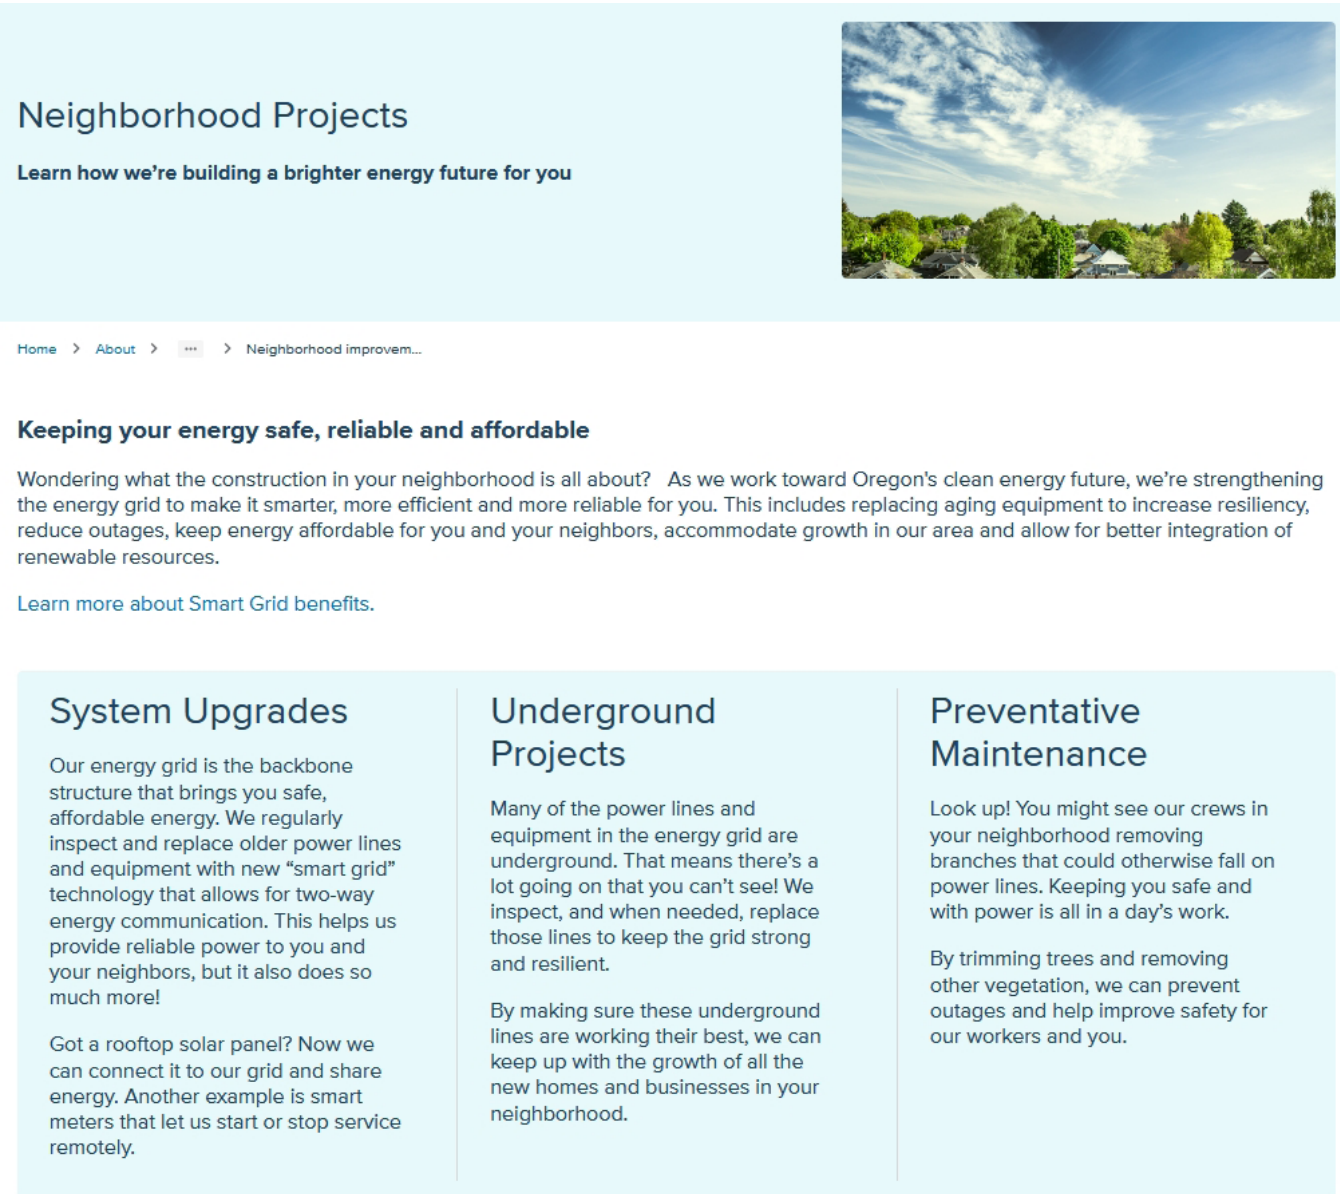 Neighborhood Projects
Learn how we're building a brighter energy future for you
Home > About > ... > Neighborhood improvem...
Keeping your energy safe, reliable and affordable
Wondering what the construction in your neighborhood is all about?   As we work toward Oregon's clean energy future, we're strengthening
the energy grid to make it smarter, more efficient and more reliable for you. This includes replacing aging equipment to increase resiliency,
reduce outages, keep energy affordable for you and your neighbors, accommodate growth in our area and allow for better integration of
renewable resources.
Learn more about Smart Grid benefits.
System Upgrades
Our energy grid is the backbone
structure that brings you safe,
affordable energy. We regularly
inspect and replace older power lines
and equipment with new “smart grid”
technology that allows for two-way
energy communication. This helps us
provide reliable power to you and
your neighbors, but it also does so
much more!
Got a rooftop solar panel? Now we
can connect it to our grid and share
energy. Another example is smart
meters that let us start or stop service
remotely.
Underground
Projects
Many of the power lines and
equipment in the energy grid are
underground. That means there's a
lot going on that you can't see! We
inspect, and when needed, replace
those lines to keep the grid strong
and resilient.
By making sure these underground
lines are working their best, we can
keep up with the growth of all the
new homes and businesses in your
neighborhood.
Preventative
Maintenance
Look up! You might see our crews in
your neighborhood removing
branches that could otherwise fall on
power lines. Keeping you safe and
with power is all in a day's work.
By trimming trees and removing
other vegetation, we can prevent
outages and help improve safety for
our workers and you.